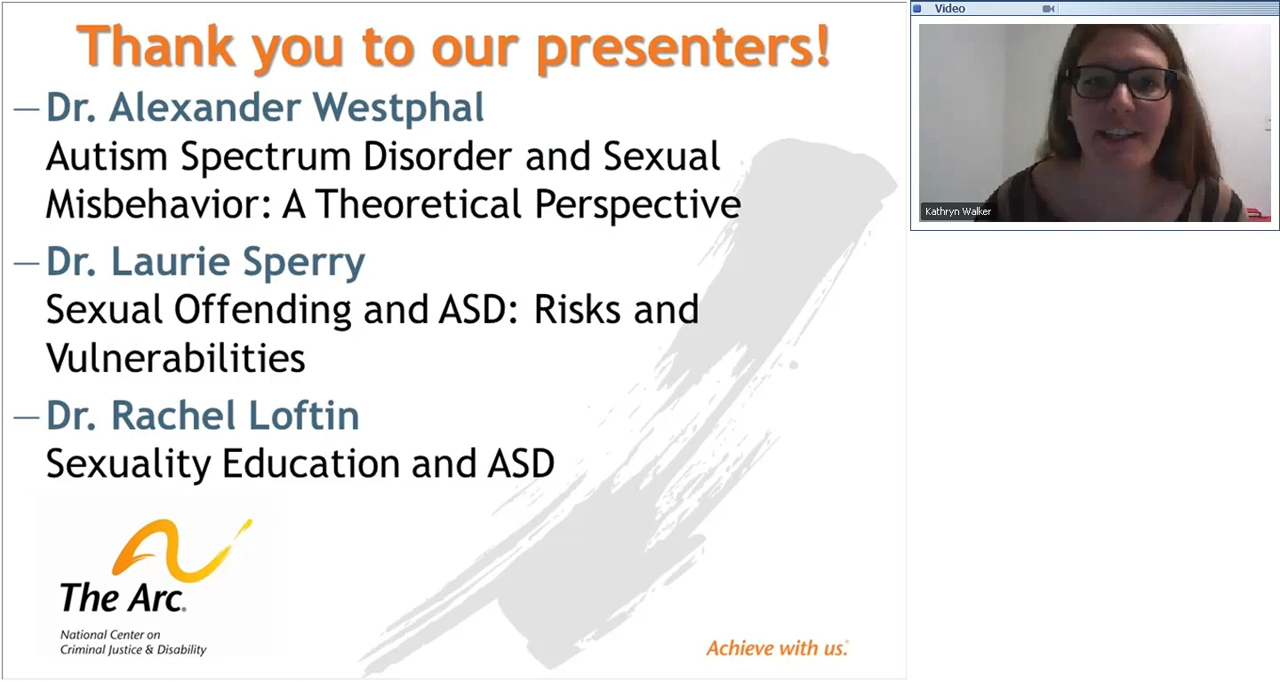 Thank you to our presenters!
— Dr. Alexander Westphal
Autism Spectrum Disorder and Sexual
Misbehavior: A Theoretical Perspective
— Dr. Laurie Sperry
Sexual Offending and ASD: Risks and
Vulnerabilities
— Dr. Rachel Loftin
Sexuality Education and ASD
The Arc®
National Center on
Criminal Justice & Disability
Achieve with us.®
Video
Kathryn Walker